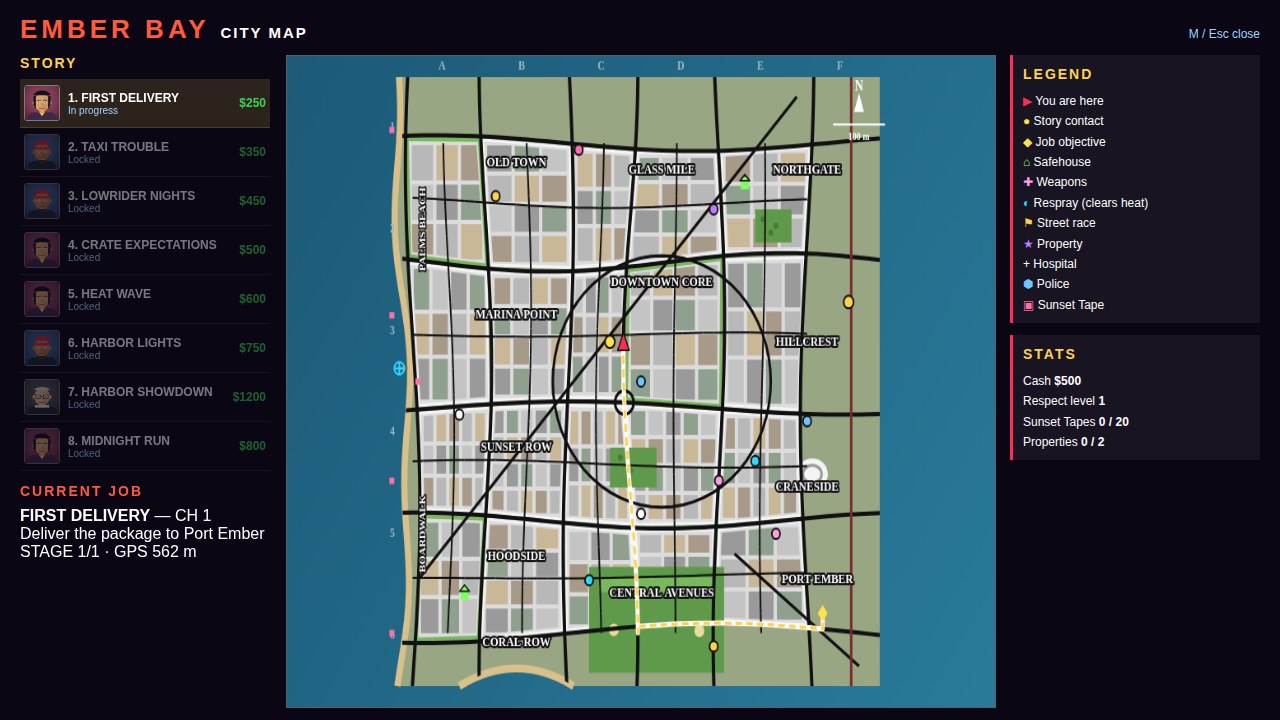 EMBER BAY CITY MAP
M / Esc close
STORY
1. FIRST DELIVERY
In progress
$250
2. TAXI TROUBLE
Locked
$350
3. LOWRIDER NIGHTS
Locked
$450
4. CRATE EXPECTATIONS
Locked
$500
5. HEAT WAVE
Locked
$600
6. HARBOR LIGHTS
Locked
$750
7. HARBOR SHOWDOWN
Locked
$1200
8. MIDNIGHT RUN
Locked
$800
CURRENT JOB
FIRST DELIVERY — CH 1
Deliver the package to Port Ember
STAGE 1/1 · GPS 562 m
A B C D E F
N
100 m
OLD TOWN
GLASS MILE
NORTHGATE
PALMS BEACH
DOWNTOWN CORE
MARINA POINT
3
HILLCREST
4
SUNSET ROW
CRANESIDE
BOARDWALK
5
HOODSIDE
PORT EMBER
CENTRAL AVENUES
CORAL ROW
LEGEND
You are here
Story contact
Job objective
Safehouse
Weapons
Respray (clears heat)
Street race
Property
+ Hospital
Police
Sunset Tape
STATS
Cash $500
Respect level 1
Sunset Tapes 0 / 20
Properties 0 / 2